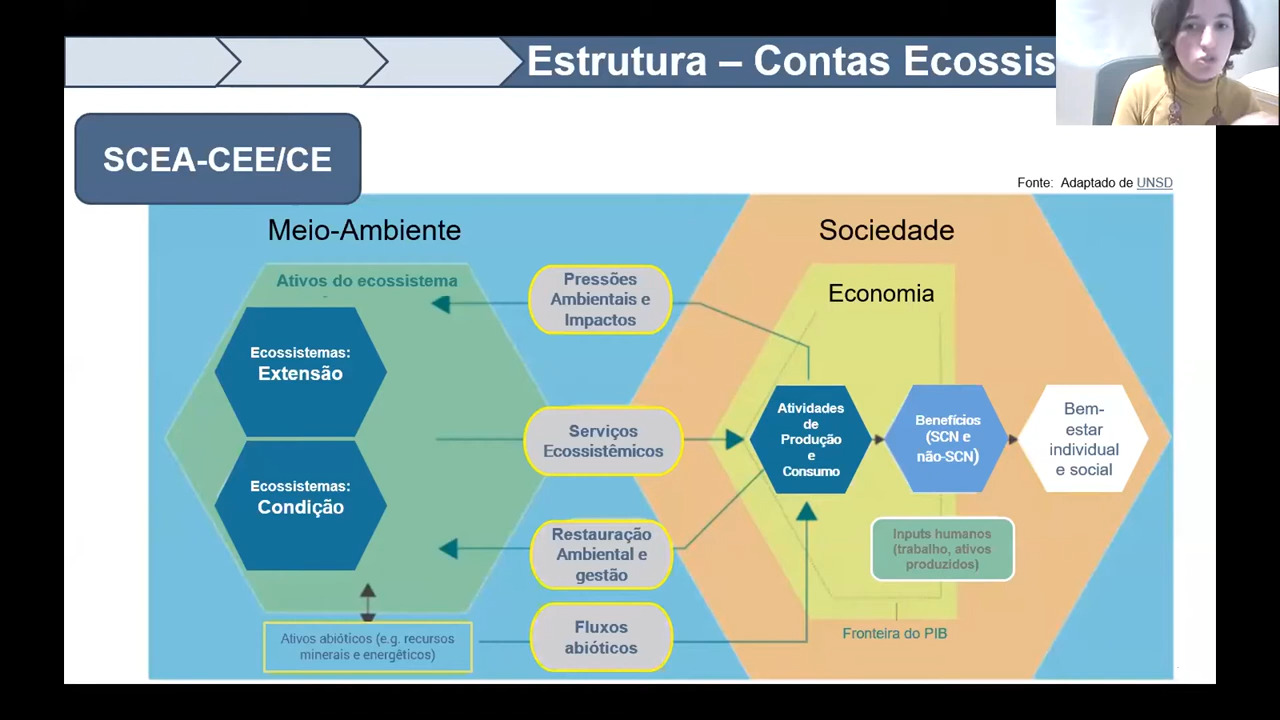 Estrutura – Contas Ecossis
SCEA-CEE/CE
Fonte: Adaptado de UNSD
Meio-Ambiente
Sociedade
Ativos do ecossistema
Pressões
Ambientais e
Impactos
Economia
Ecossistemas:
Extensão
Atividades
de
Produção
e
Consumo
Benefícios
(SCN e
não-SCN)
Bem-
estar
individual
e social
Serviços
Ecossistêmicos
Ecossistemas:
Condição
Restauração
Ambiental e
gestão
Inputs humanos
(trabalho, ativos
produzidos)
Ativos abióticos (e.g. recursos
minerais e energêticos)
Fluxos
abióticos
Fronteira do PIB